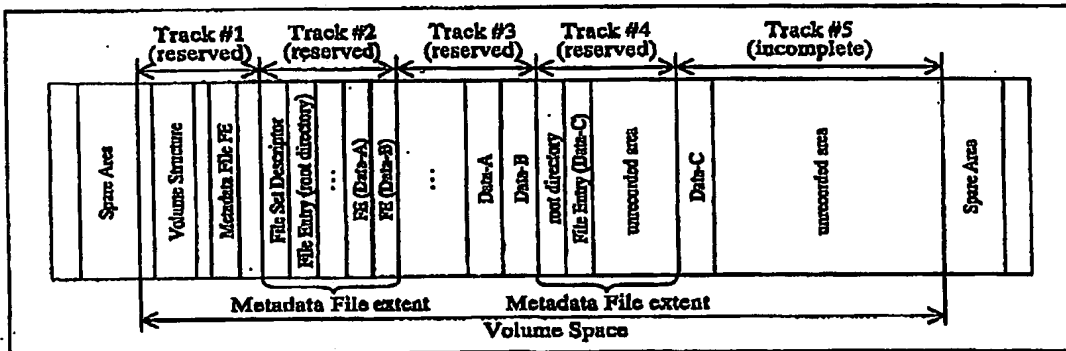 Track #1 Track #2 Track #3 Track #4 Track #5
(reserved) (reserved) (reserved) (reserved) (incomplete)
Spare Area
Volume Structure
Metadata File FE
File Set Descriptor
File Entry (root directory)
...
FE (Data-A)
FE (Data-B)
...
Data-A
Data-B
root directory
File Entry (Data-C)
unrecorded area
Data-C
unrecorded area
Spare Area
Metadata File extent Metadata File extent
Volume Space